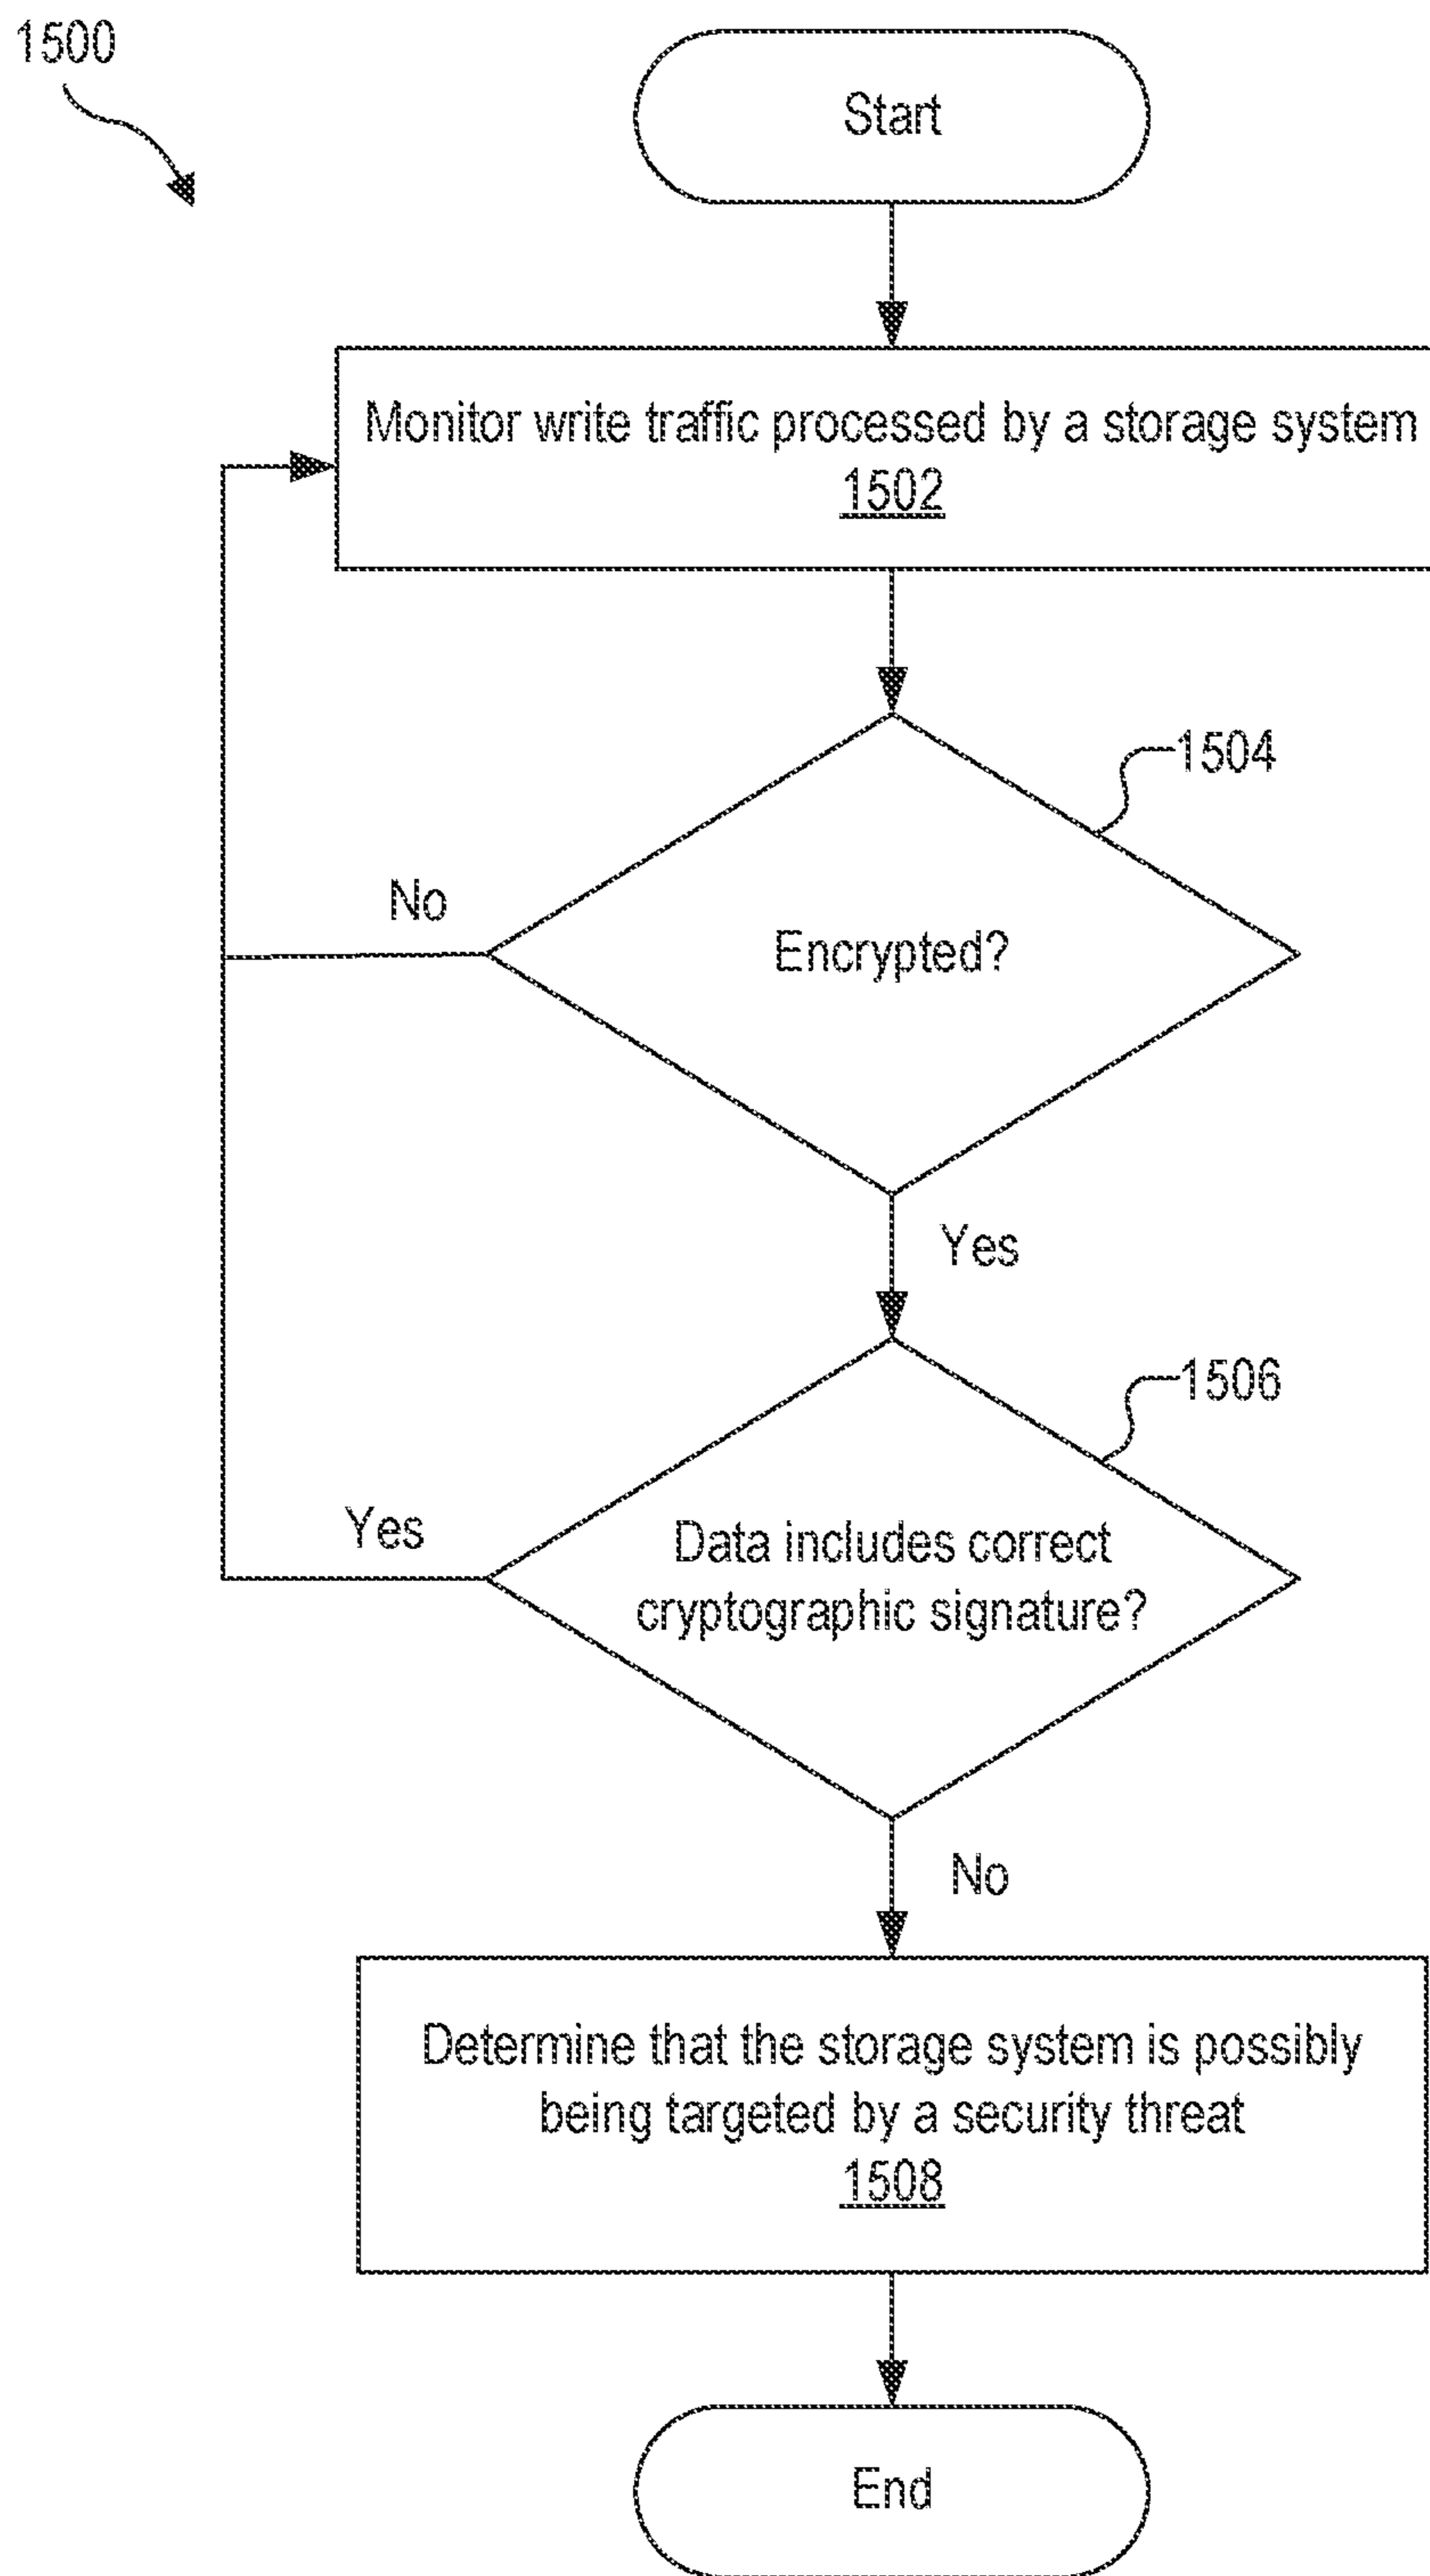 1500
Start
Monitor write traffic processed by a storage system
1502
1504
No
Encrypted?
Yes
1506
Yes
Data includes correct
cryptographic signature?
No
Determine that the storage system is possibly
being targeted by a security threat
1508
End